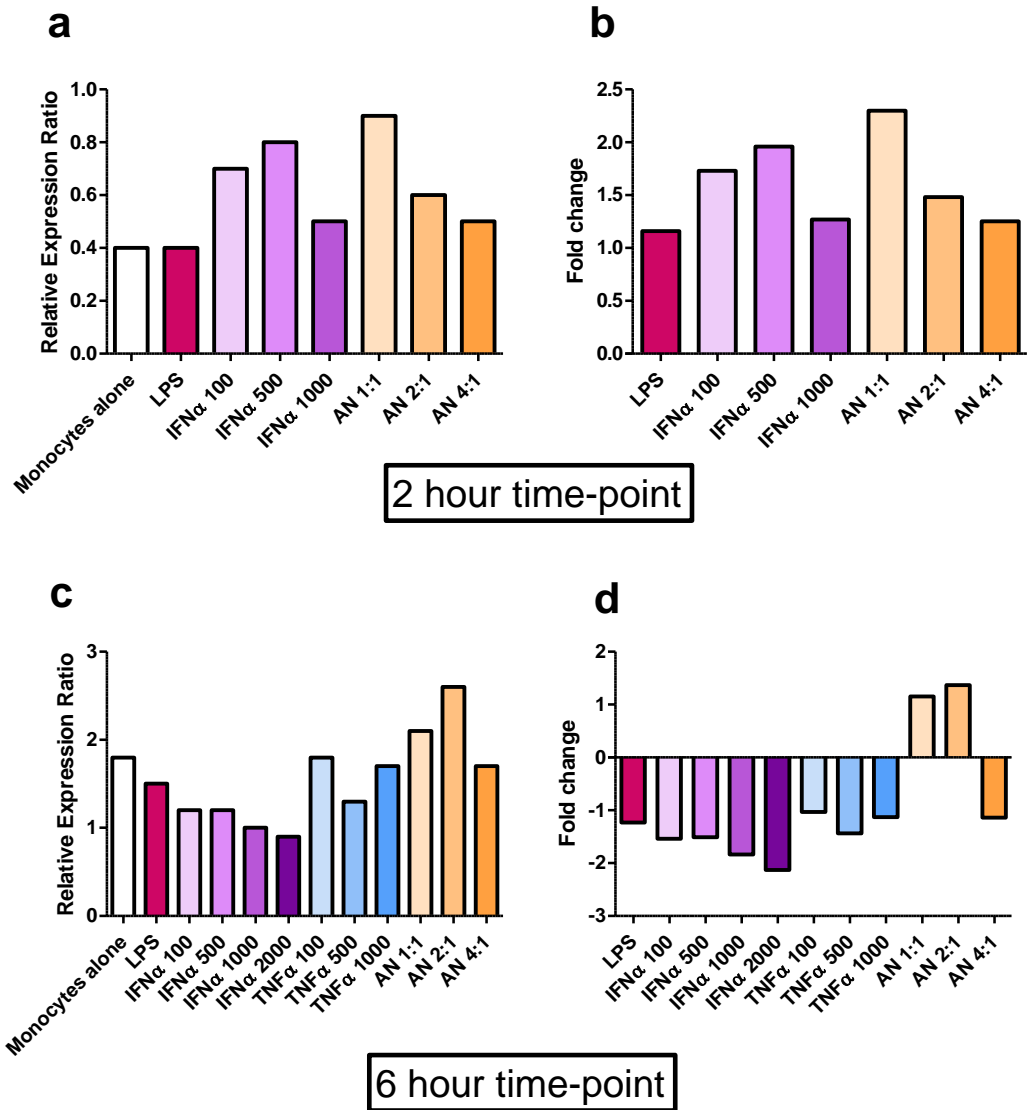 a
b
Relative Expression Ratio
1.0
0.8
0.6
0.4
0.2
0.0
Monocytes alone
LPS
IFNα 100
IFNα 500
IFNα 1000
AN 1:1
AN 2:1
AN 4:1
Fold change
2.5
2.0
1.5
1.0
0.5
0.0
LPS
IFNα 100
IFNα 500
IFNα 1000
AN 1:1
AN 2:1
AN 4:1
2 hour time-point
c
d
Relative Expression Ratio
3
2
1
0
Monocytes alone
LPS
IFNα 100
IFNα 500
IFNα 1000
IFNα 2000
TNFα 100
TNFα 500
TNFα 1000
AN 1:1
AN 2:1
AN 4:1
Fold change
2
1
0
-1
-2
-3
LPS
IFNα 100
IFNα 500
IFNα 1000
IFNα 2000
TNFα 100
TNFα 500
TNFα 1000
AN 1:1
AN 2:1
AN 4:1
6 hour time-point